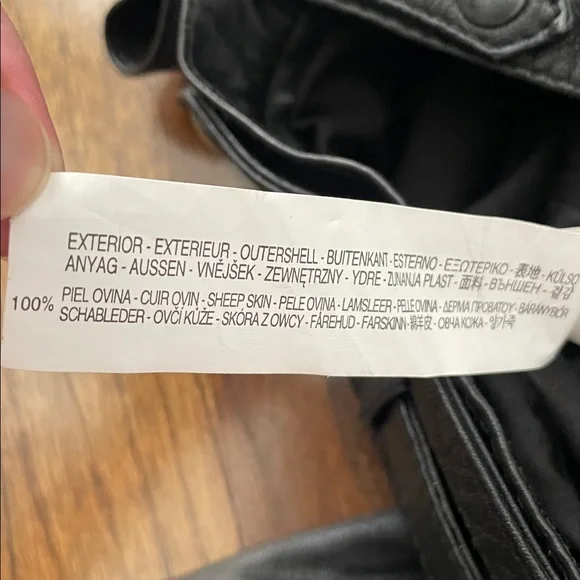 EXTERIOR - EXTERIEUR - OUTERSHELL - BUITENKANT - ESTERNO - ΕΞΩΤΕΡΙΚΟ - 表地 - KÜLSŐ
ANYAG - AUSSEN - VNĚJŠEK - ZEWNĘTRZNY - YDRE - ZUNANJA PLAST - 面料 - ВЪНШЕН - 겉감
100% PIEL OVINA - CUIR OVIN - SHEEP SKIN - PELE OVINA - LAMSLEER - PELLE OVINA - ΔΕΡΜΑ ΠΡΟΒΑΤΟΥ - BÁRÁNYBŐR
SCHABLEDER - OVČÍ KŮŽE - SKÓRA Z OWCY - FÅREHUD - FARSKINN - 綿羊皮 - ОВЧА КОЖА - 양가죽